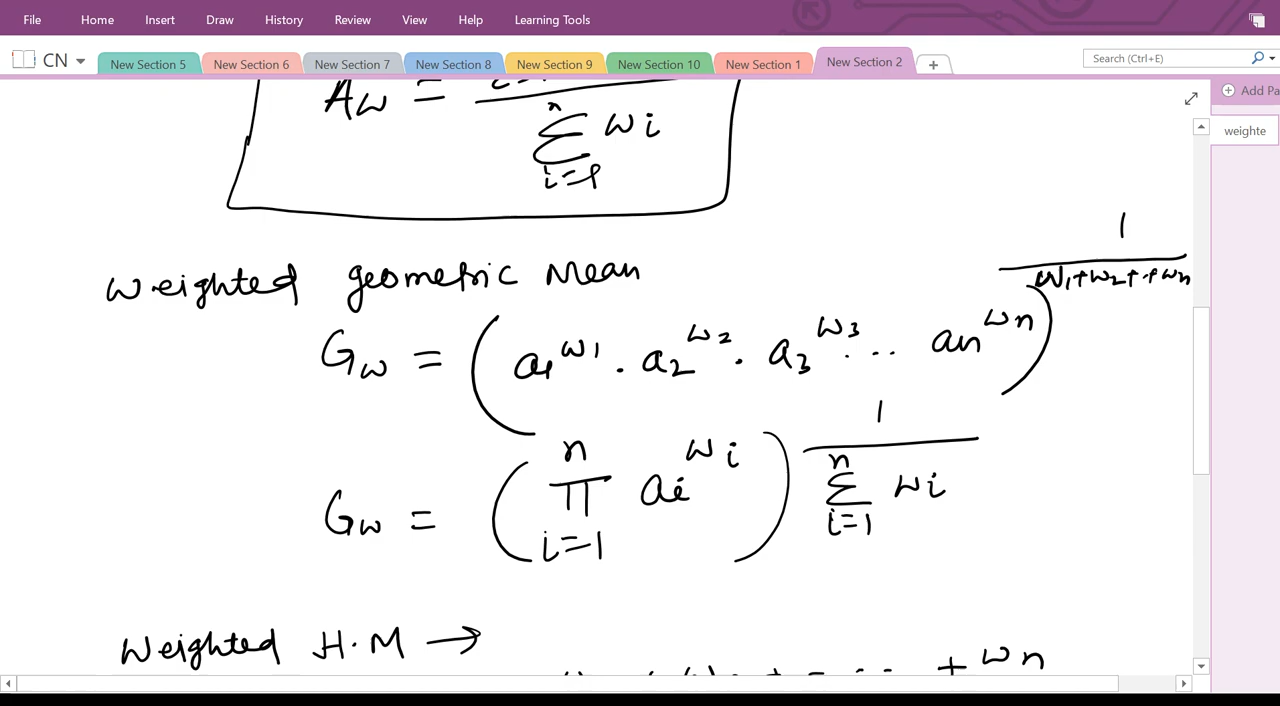 File Home Insert Draw History Review View Help Learning Tools
CN New Section 5 New Section 6 New Section 7 New Section 8 New Section 9 New Section 10 New Section 1 New Section 2 + Search (Ctrl+E)
Add Pa
weighte
Aw =
n
Σ wi
i=1
Weighted geometric Mean
1
w1+w2+·+wn
Gw = ( a1^w1 · a2^w2 · a3^w3 ... an^wn )
Gw = ( n Π i=1 ai^wi ) 1 / n Σ i=1 wi
Weighted H.M →
+ wn